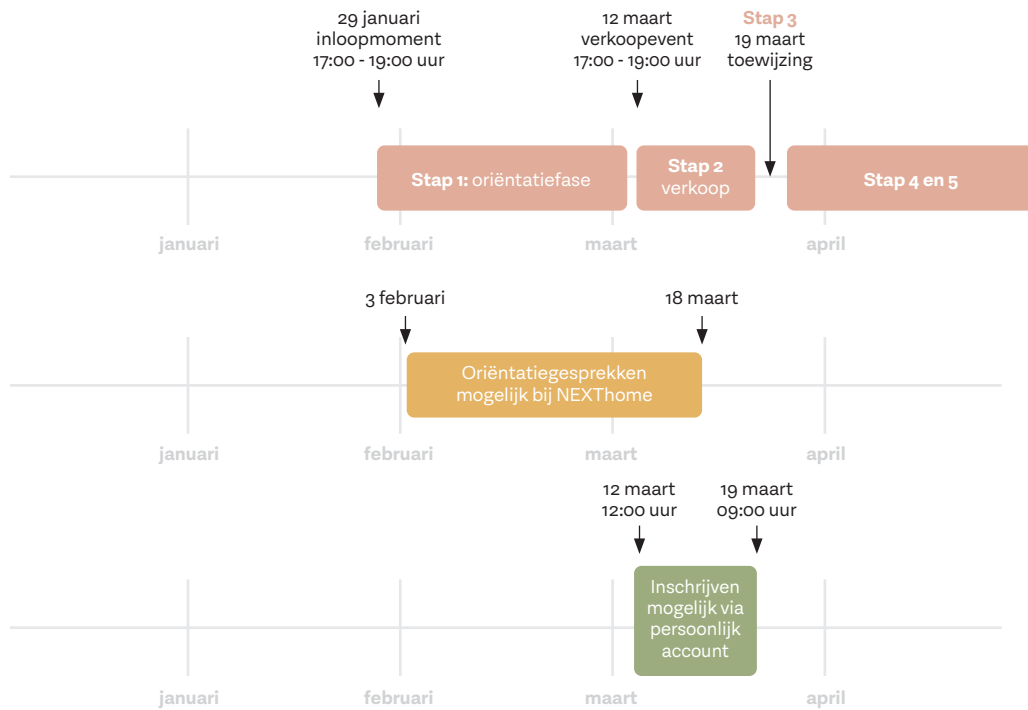 29 januari
inloopmoment
17:00 - 19:00 uur
12 maart
verkoopevent
17:00 - 19:00 uur
Stap 3
19 maart
toewijzing
Stap 1: oriëntatiefase
Stap 2
verkoop
Stap 4 en 5
januari
februari
maart
april
3 februari
18 maart
Oriëntatiegesprekken
mogelijk bij NEXThome
januari
februari
maart
april
12 maart
12:00 uur
19 maart
09:00 uur
Inschrijven
mogelijk via
persoonlijk
account
januari
februari
maart
april